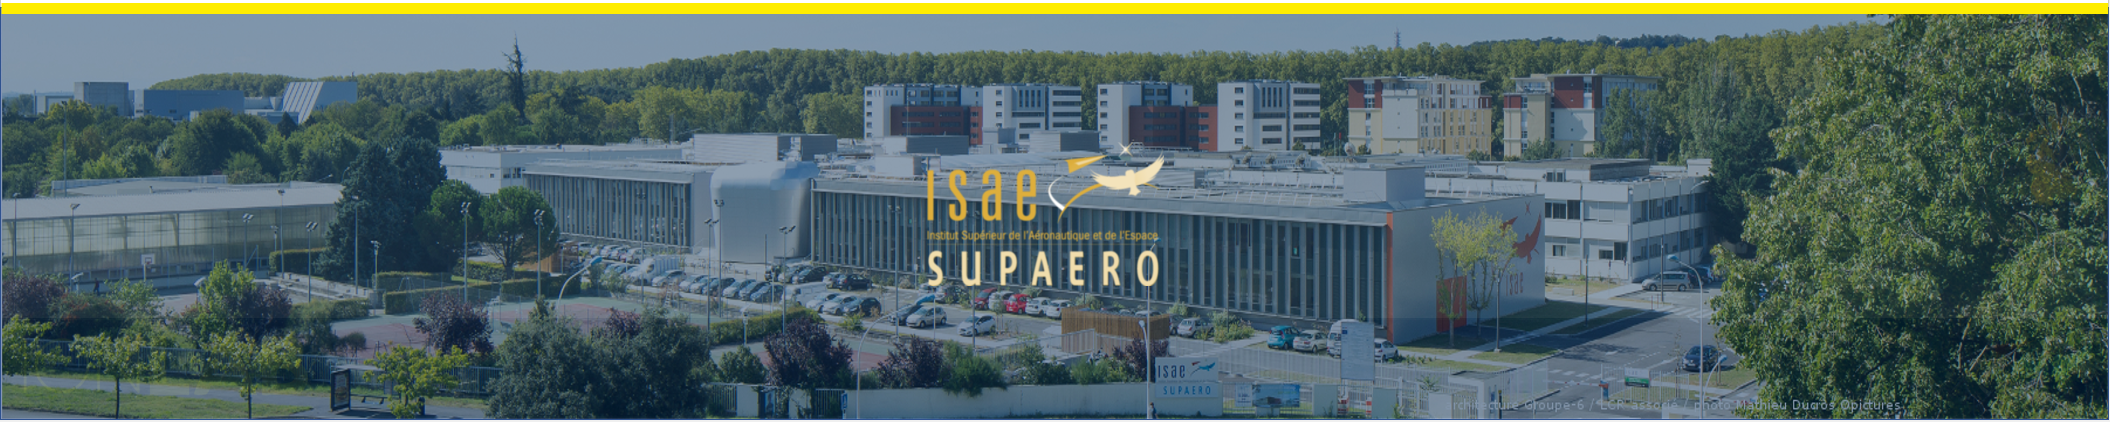 isae
Institut Supérieur de l'Aéronautique et de l'Espace
SUPAERO
isae
isae
SUPAERO
architecture Groupe-6 / LCR associé / photo Mathieu Ducros Opictures